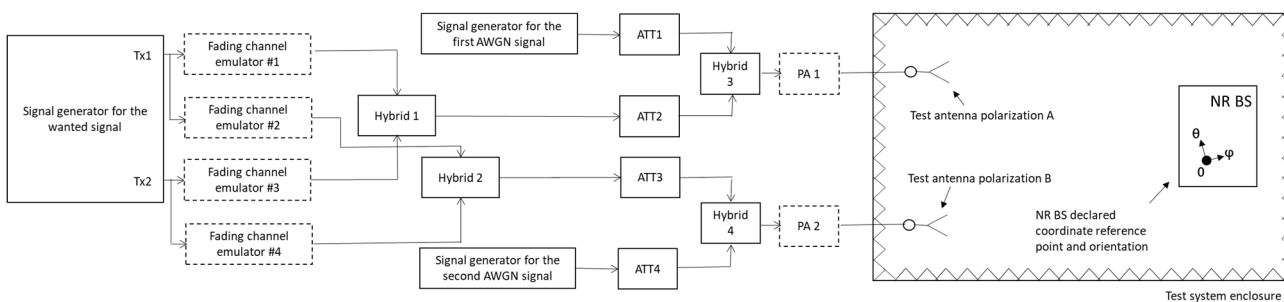 Signal generator for the
wanted signal
Tx1
Tx2
Fading channel
emulator #1
Fading channel
emulator #2
Fading channel
emulator #3
Fading channel
emulator #4
Hybrid 1
Hybrid 2
Signal generator for the
the first AWGN signal
Signal generator for the
second AWGN signal
ATT1
ATT2
ATT3
ATT4
Hybrid
3
Hybrid
4
PA 1
PA 2
Test antenna polarization A
Test antenna polarization B
NR BS
θ
φ
0
NR BS declared
coordinate reference
point and orientation
Test system enclosure